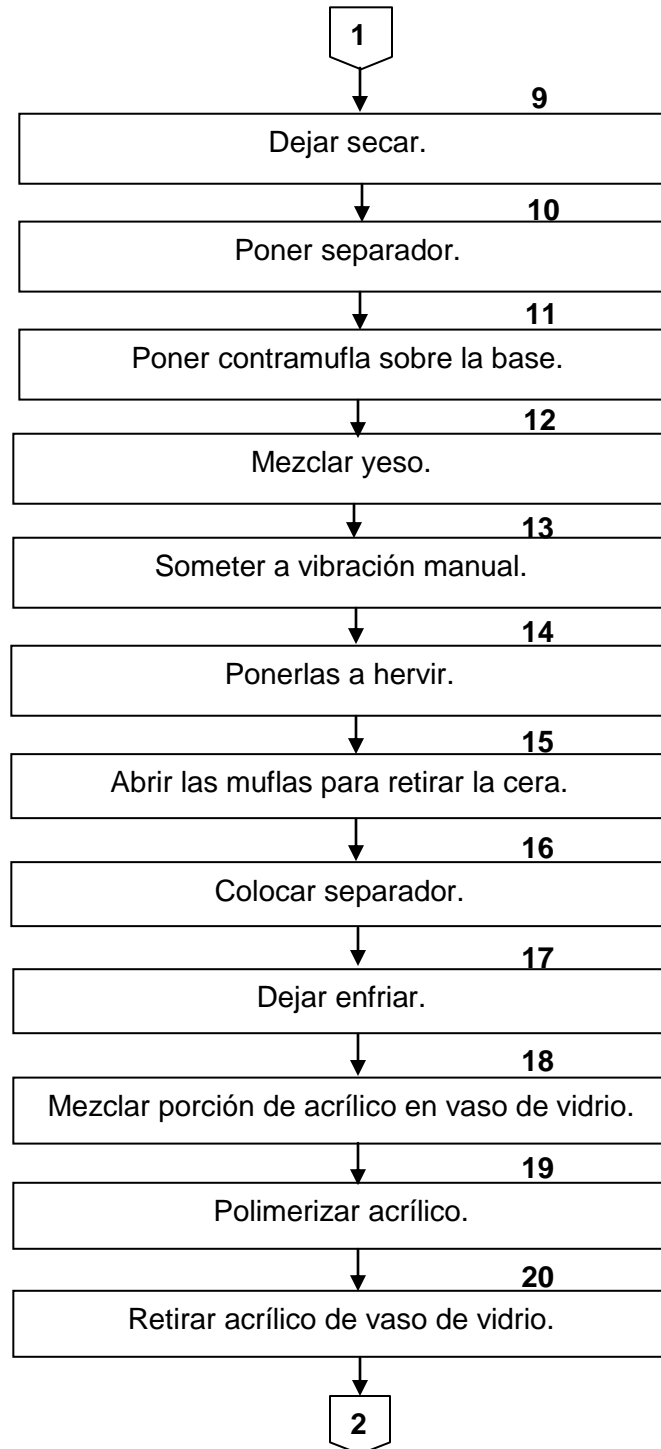 1
9
Dejar secar.
10
Poner separador.
11
Poner contramufla sobre la base.
12
Mezclar yeso.
13
Someter a vibración manual.
14
Ponerlas a hervir.
15
Abrir las muflas para retirar la cera.
16
Colocar separador.
17
Dejar enfriar.
18
Mezclar porción de acrílico en vaso de vidrio.
19
Polimerizar acrílico.
20
Retirar acrílico de vaso de vidrio.
2